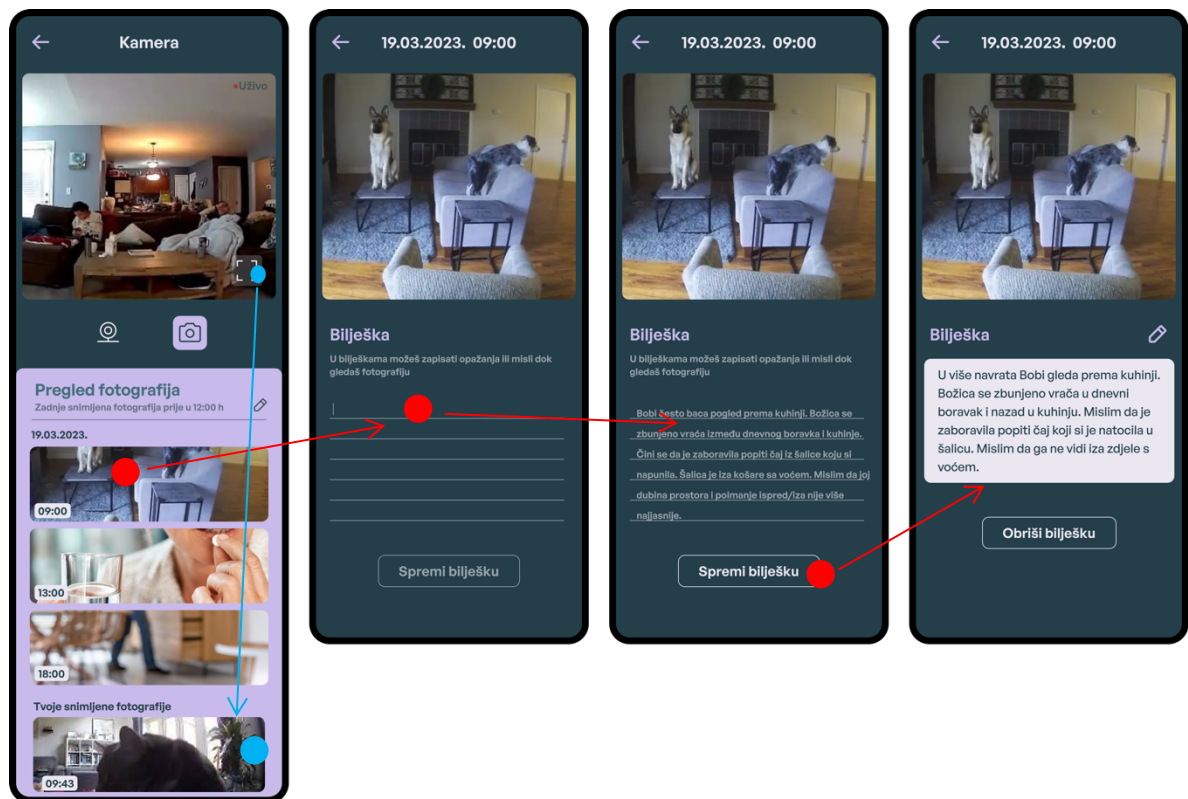 Kamera
Uživo
Pregled fotografija
Zadnje snimljena fotografija prije u 12:00 h
19.03.2023.
09:00
13:00
18:00
Tvoje snimljene fotografije
09:43
19.03.2023. 09:00
Bilješka
U bilješkama možeš zapisati opažanja ili misli dok
gledaš fotografiju
Spremi bilješku
19.03.2023. 09:00
Bilješka
U bilješkama možeš zapisati opažanja ili misli dok
gledaš fotografiju
Bobi često baca pogled prema kuhinji. Božica se
zbunjeno vraća između dnevnog boravka i kuhinje.
Čini se da je zaboravila popiti čaj iz šalice koju si
napunila. Šalica je iza košare sa voćem. Mislim da joj
dubina prostora i poimanje ispred/iza nije više
najjasnije.
Spremi bilješku
19.03.2023. 09:00
Bilješka
U više navrata Bobi gleda prema kuhinji.
Božica se zbunjeno vrača u dnevni
boravak i nazad u kuhinju. Mislim da je
zaboravila popiti čaj koji si je natocila u
šalicu. Mislim da ga ne vidi iza zdjele s
voćem.
Obriši bilješku